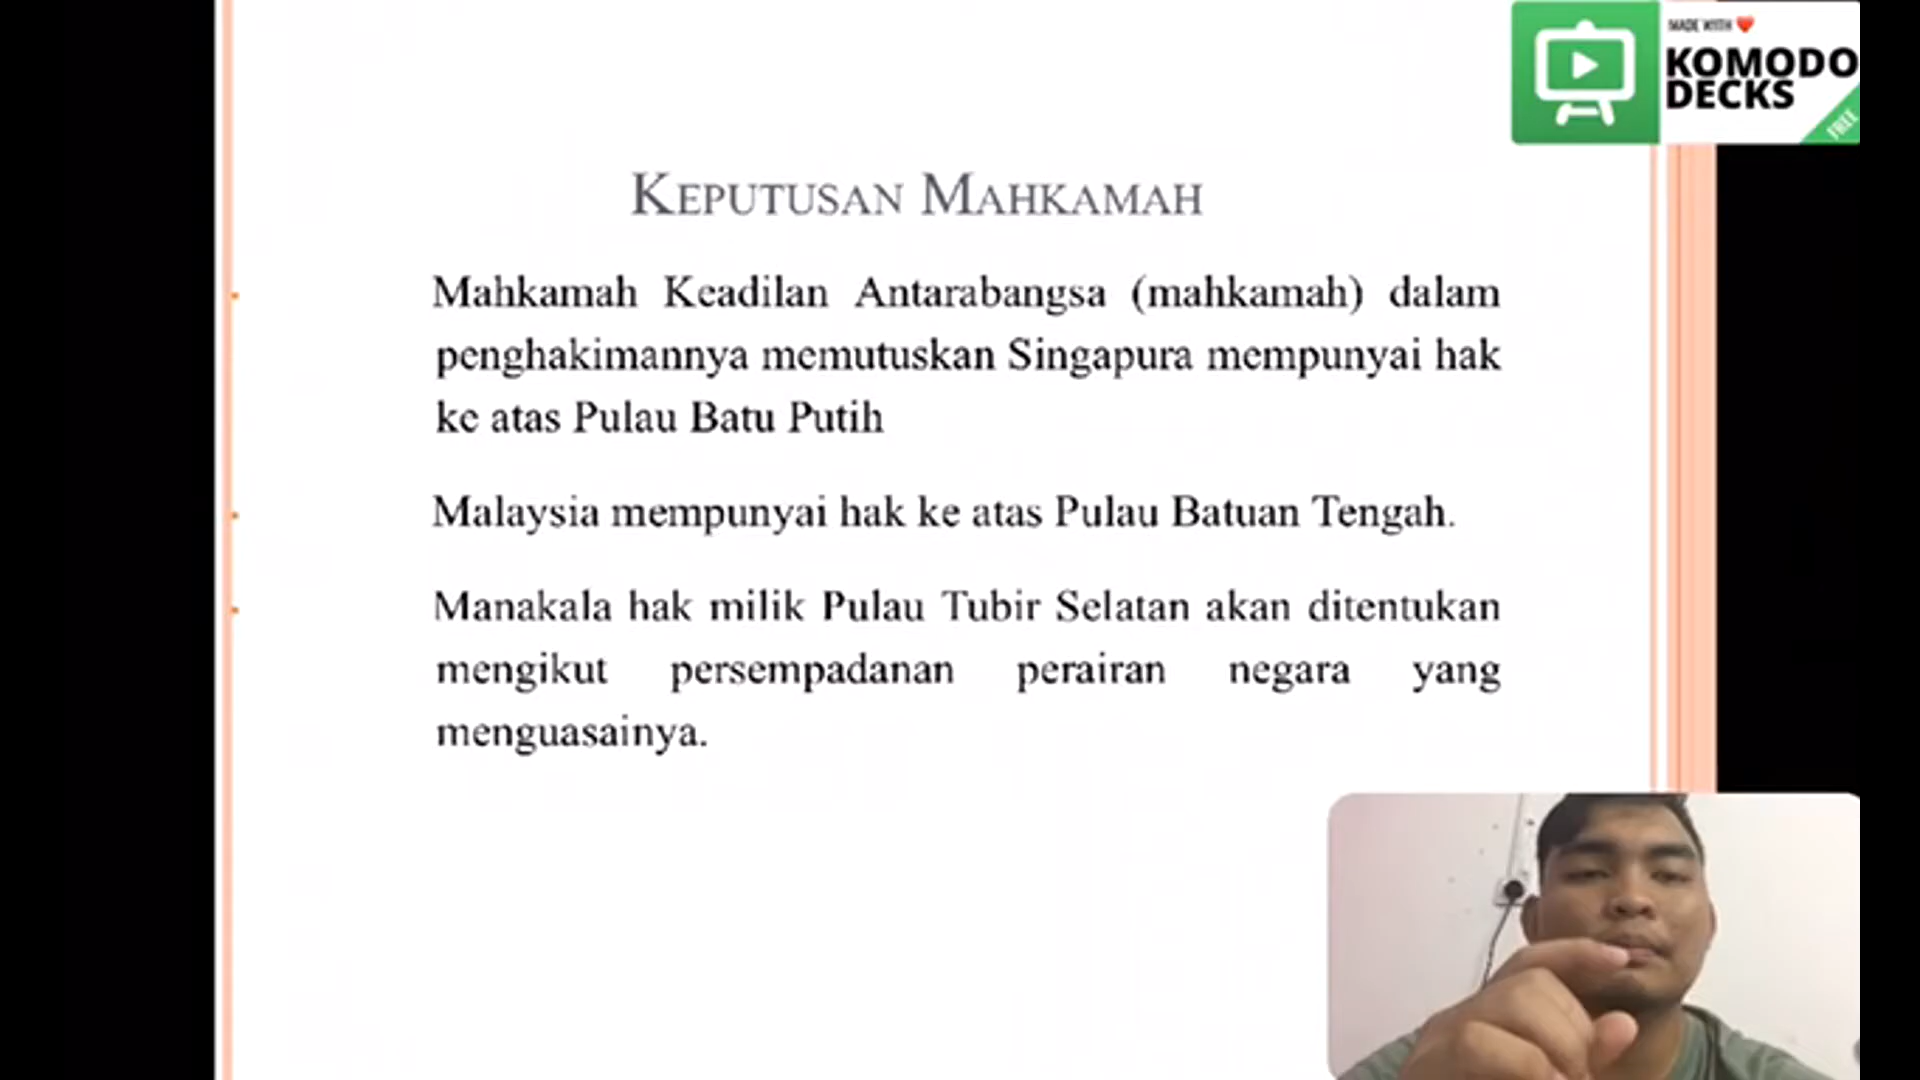 MADE WITH
KOMODO
DECKS
FREE
KEPUTUSAN MAHKAMAH
Mahkamah Keadilan Antarabangsa (mahkamah) dalam
penghakimannya memutuskan Singapura mempunyai hak
ke atas Pulau Batu Putih
Malaysia mempunyai hak ke atas Pulau Batuan Tengah.
Manakala hak milik Pulau Tubir Selatan akan ditentukan
mengikut persempadanan perairan negara yang
menguasainya.